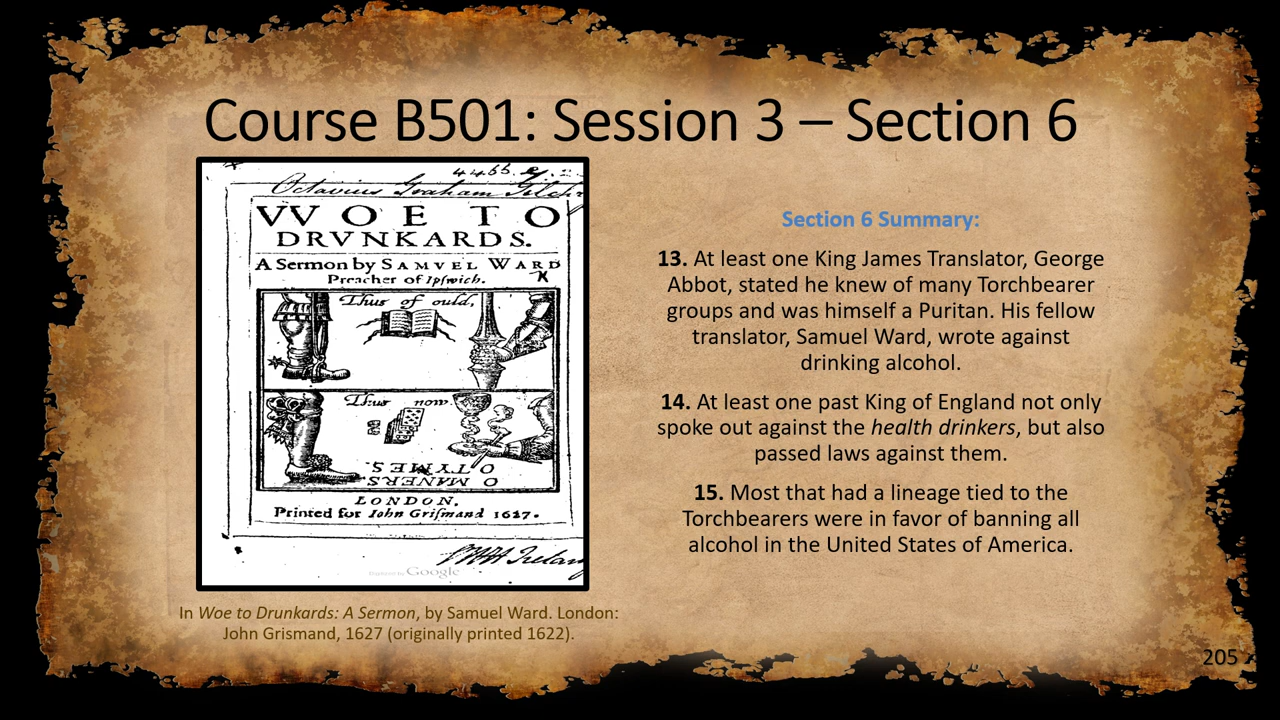 Course B501: Session 3 – Section 6
4466. e.
Octavius Graham
VVOE TO
DRVNKARDS.
A Sermon by SAMVEL WARD
Preacher of Ipſwich.
Thus of ould,
Thus now
O TYMES
O MANERS
LONDON.
Printed for Iohn Griſmand 1627.
Google
In Woe to Drunkards: A Sermon, by Samuel Ward. London:
John Grismand, 1627 (originally printed 1622).
Section 6 Summary:
13. At least one King James Translator, George
Abbot, stated he knew of many Torchbearer
groups and was himself a Puritan. His fellow
translator, Samuel Ward, wrote against
drinking alcohol.
14. At least one past King of England not only
spoke out against the health drinkers, but also
passed laws against them.
15. Most that had a lineage tied to the
Torchbearers were in favor of banning all
alcohol in the United States of America.
205